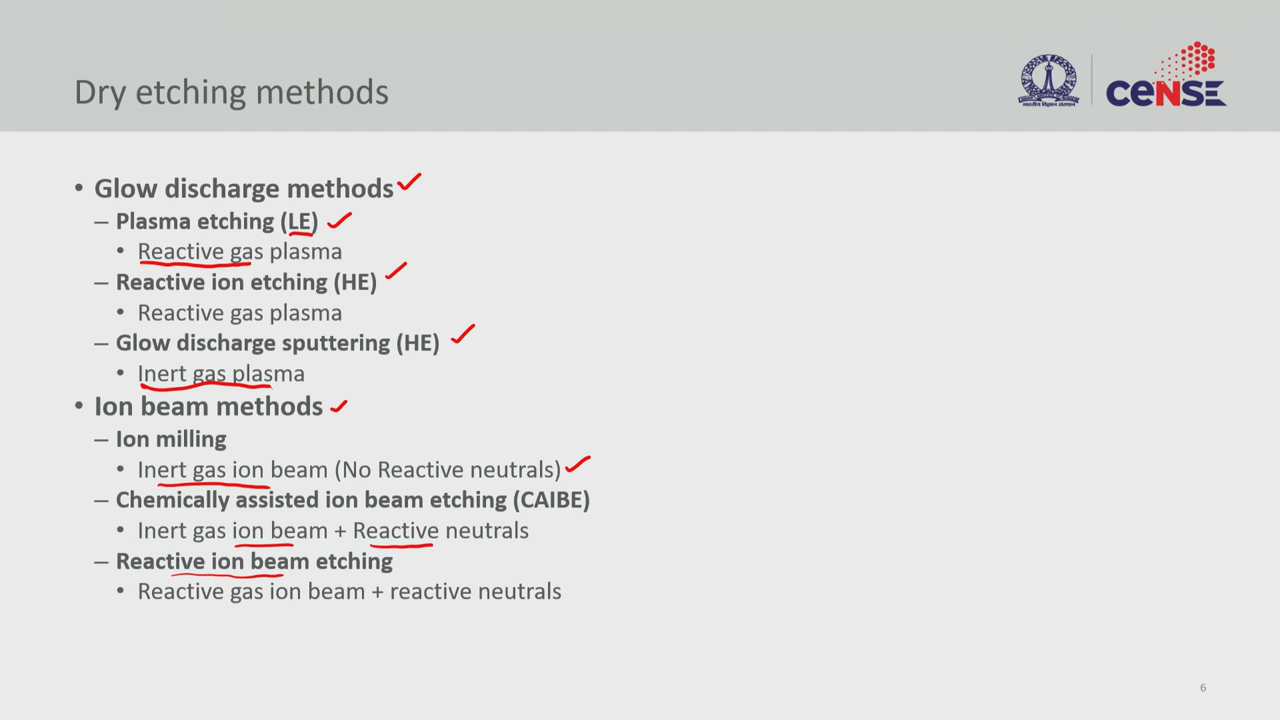 Dry etching methods
ceNSE
• Glow discharge methods
– Plasma etching (LE)
• Reactive gas plasma
– Reactive ion etching (HE)
• Reactive gas plasma
– Glow discharge sputtering (HE)
• Inert gas plasma
• Ion beam methods
– Ion milling
• Inert gas ion beam (No Reactive neutrals)
– Chemically assisted ion beam etching (CAIBE)
• Inert gas ion beam + Reactive neutrals
– Reactive ion beam etching
• Reactive gas ion beam + reactive neutrals
6